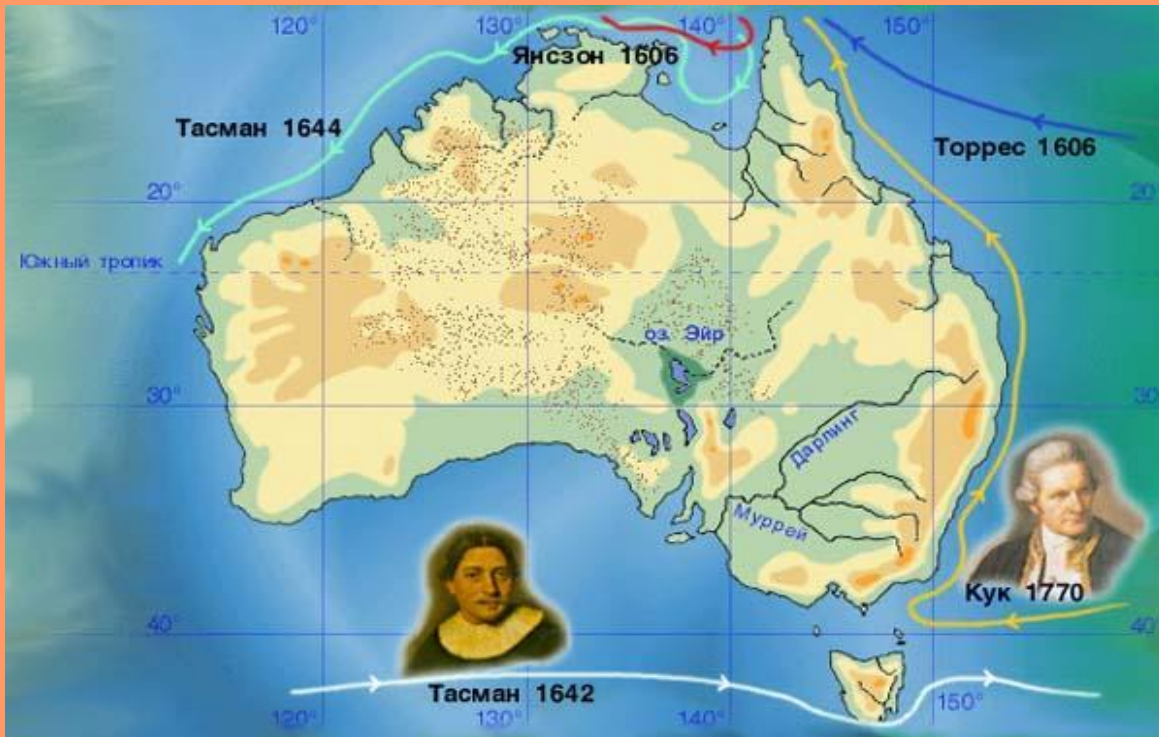 120°
130°
140°
150°
Янсзон 1606
Тасман 1644
Торрес 1606
20°
20°
Южный тропик
оз. Эйр
30°
30°
Дарлинг
Муррей
Кук 1770
40°
40
Тасман 1642
120°
130°
140°
150°